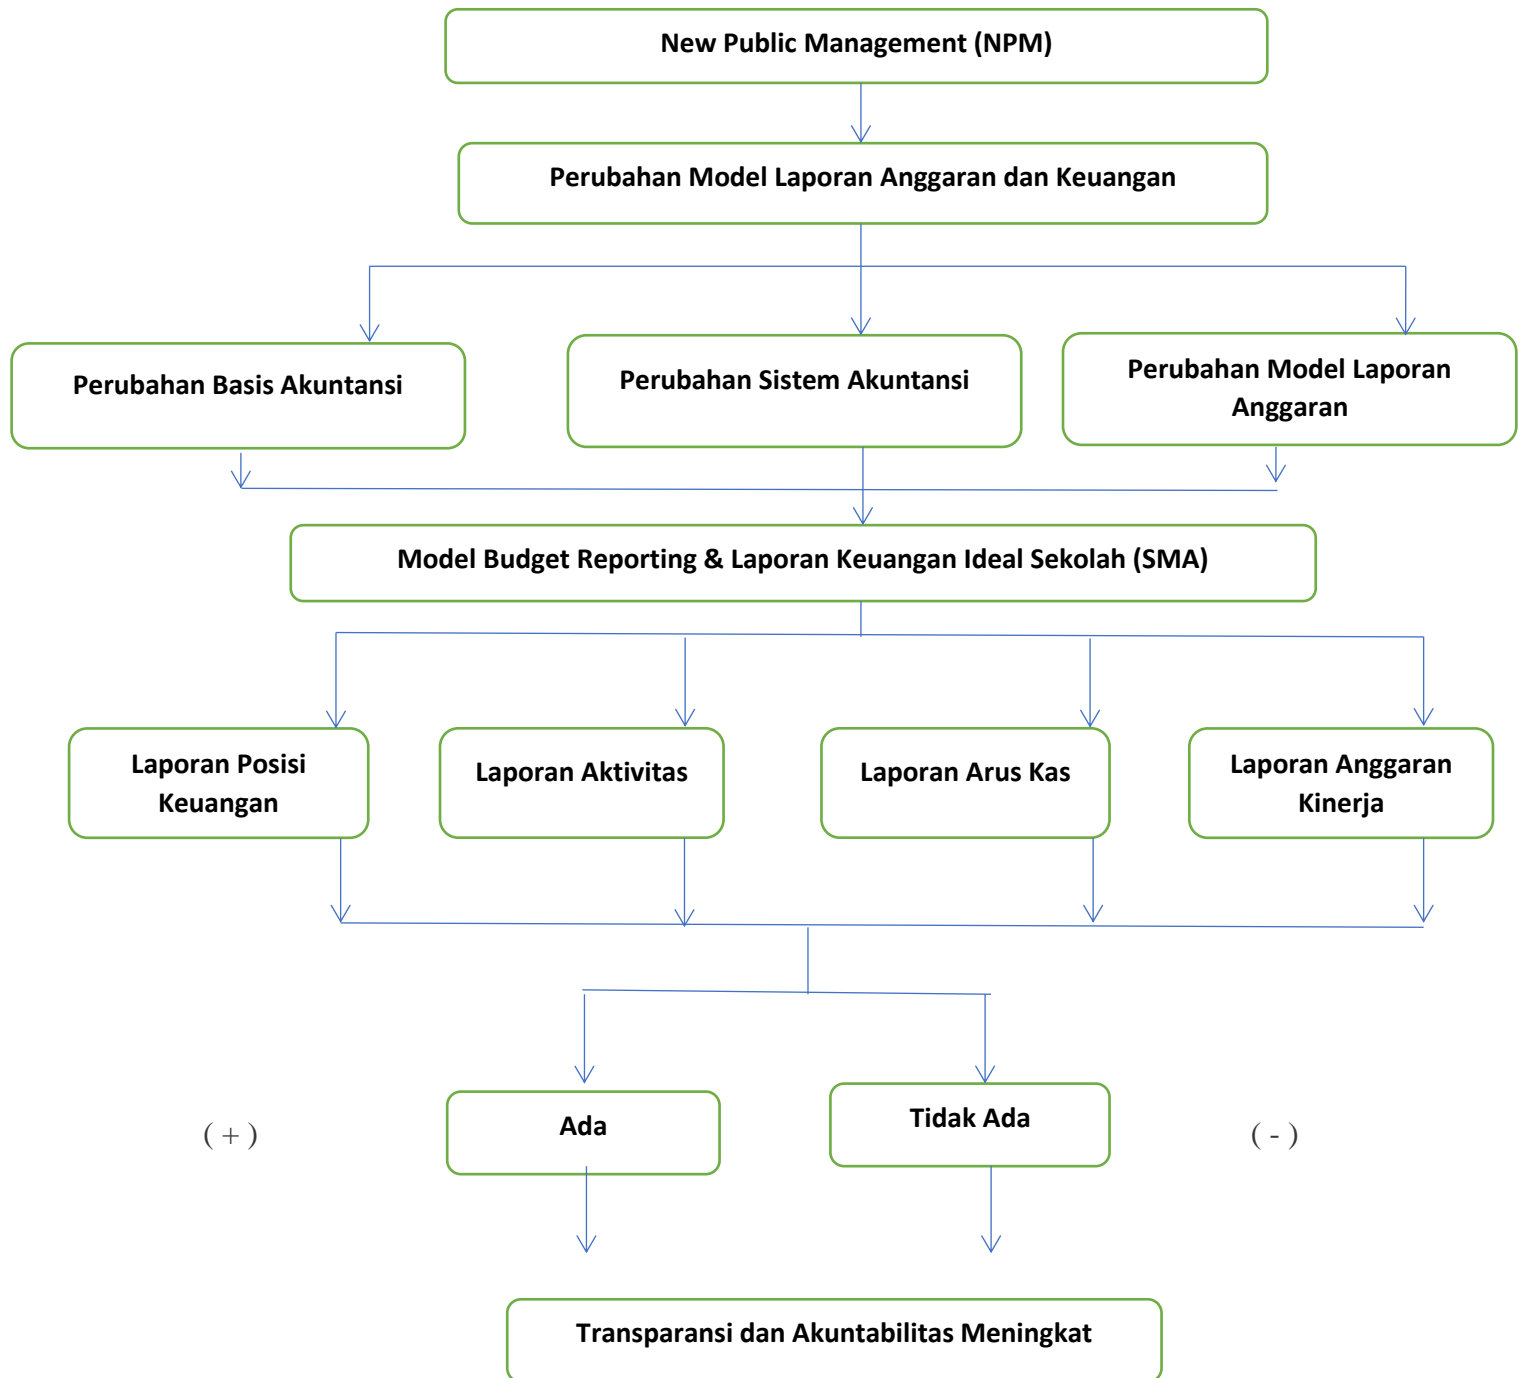 New Public Management (NPM)
Perubahan Model Laporan Anggaran dan Keuangan
Perubahan Basis Akuntansi
Perubahan Sistem Akuntansi
Perubahan Model Laporan
Anggaran
Model Budget Reporting & Laporan Keuangan Ideal Sekolah (SMA)
Laporan Posisi
Keuangan
Laporan Aktivitas
Laporan Arus Kas
Laporan Anggaran
Kinerja
( + )
Ada
Tidak Ada
( - )
Transparansi dan Akuntabilitas Meningkat